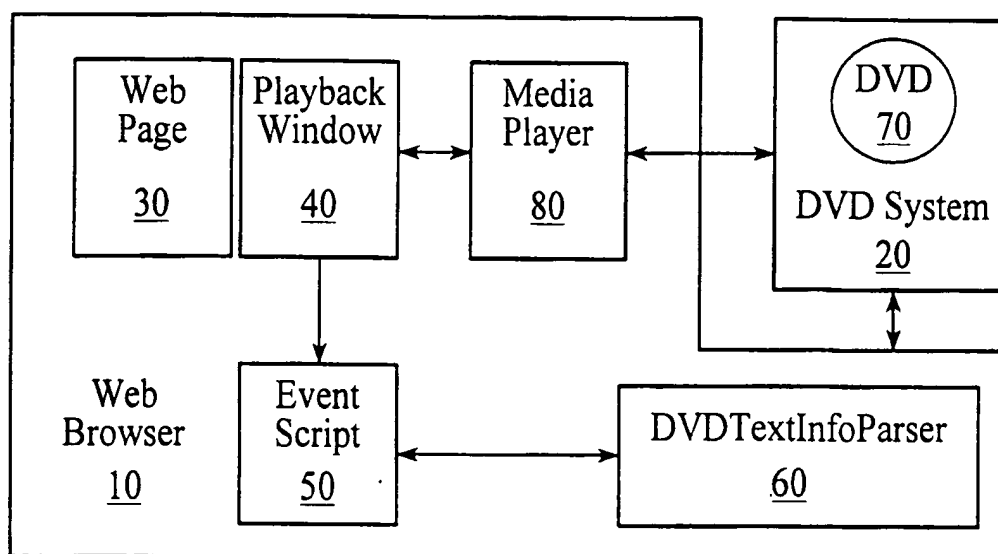 Web
Page
30
Playback
Window
40
Media
Player
80
DVD
70
DVD System
20
Web
Browser
10
Event
Script
50
DVDTextInfoParser
60